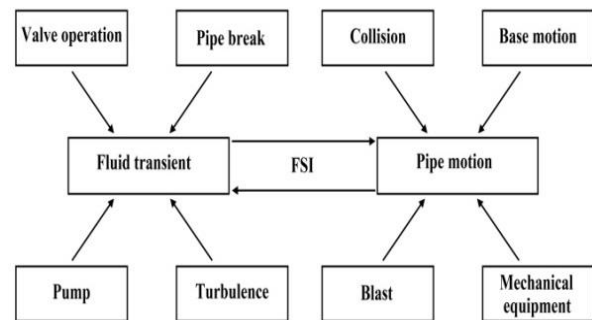 Valve operation
Pipe break
Collision
Base motion
Fluid transient
FSI
Pipe motion
Pump
Turbulence
Blast
Mechanical
equipment